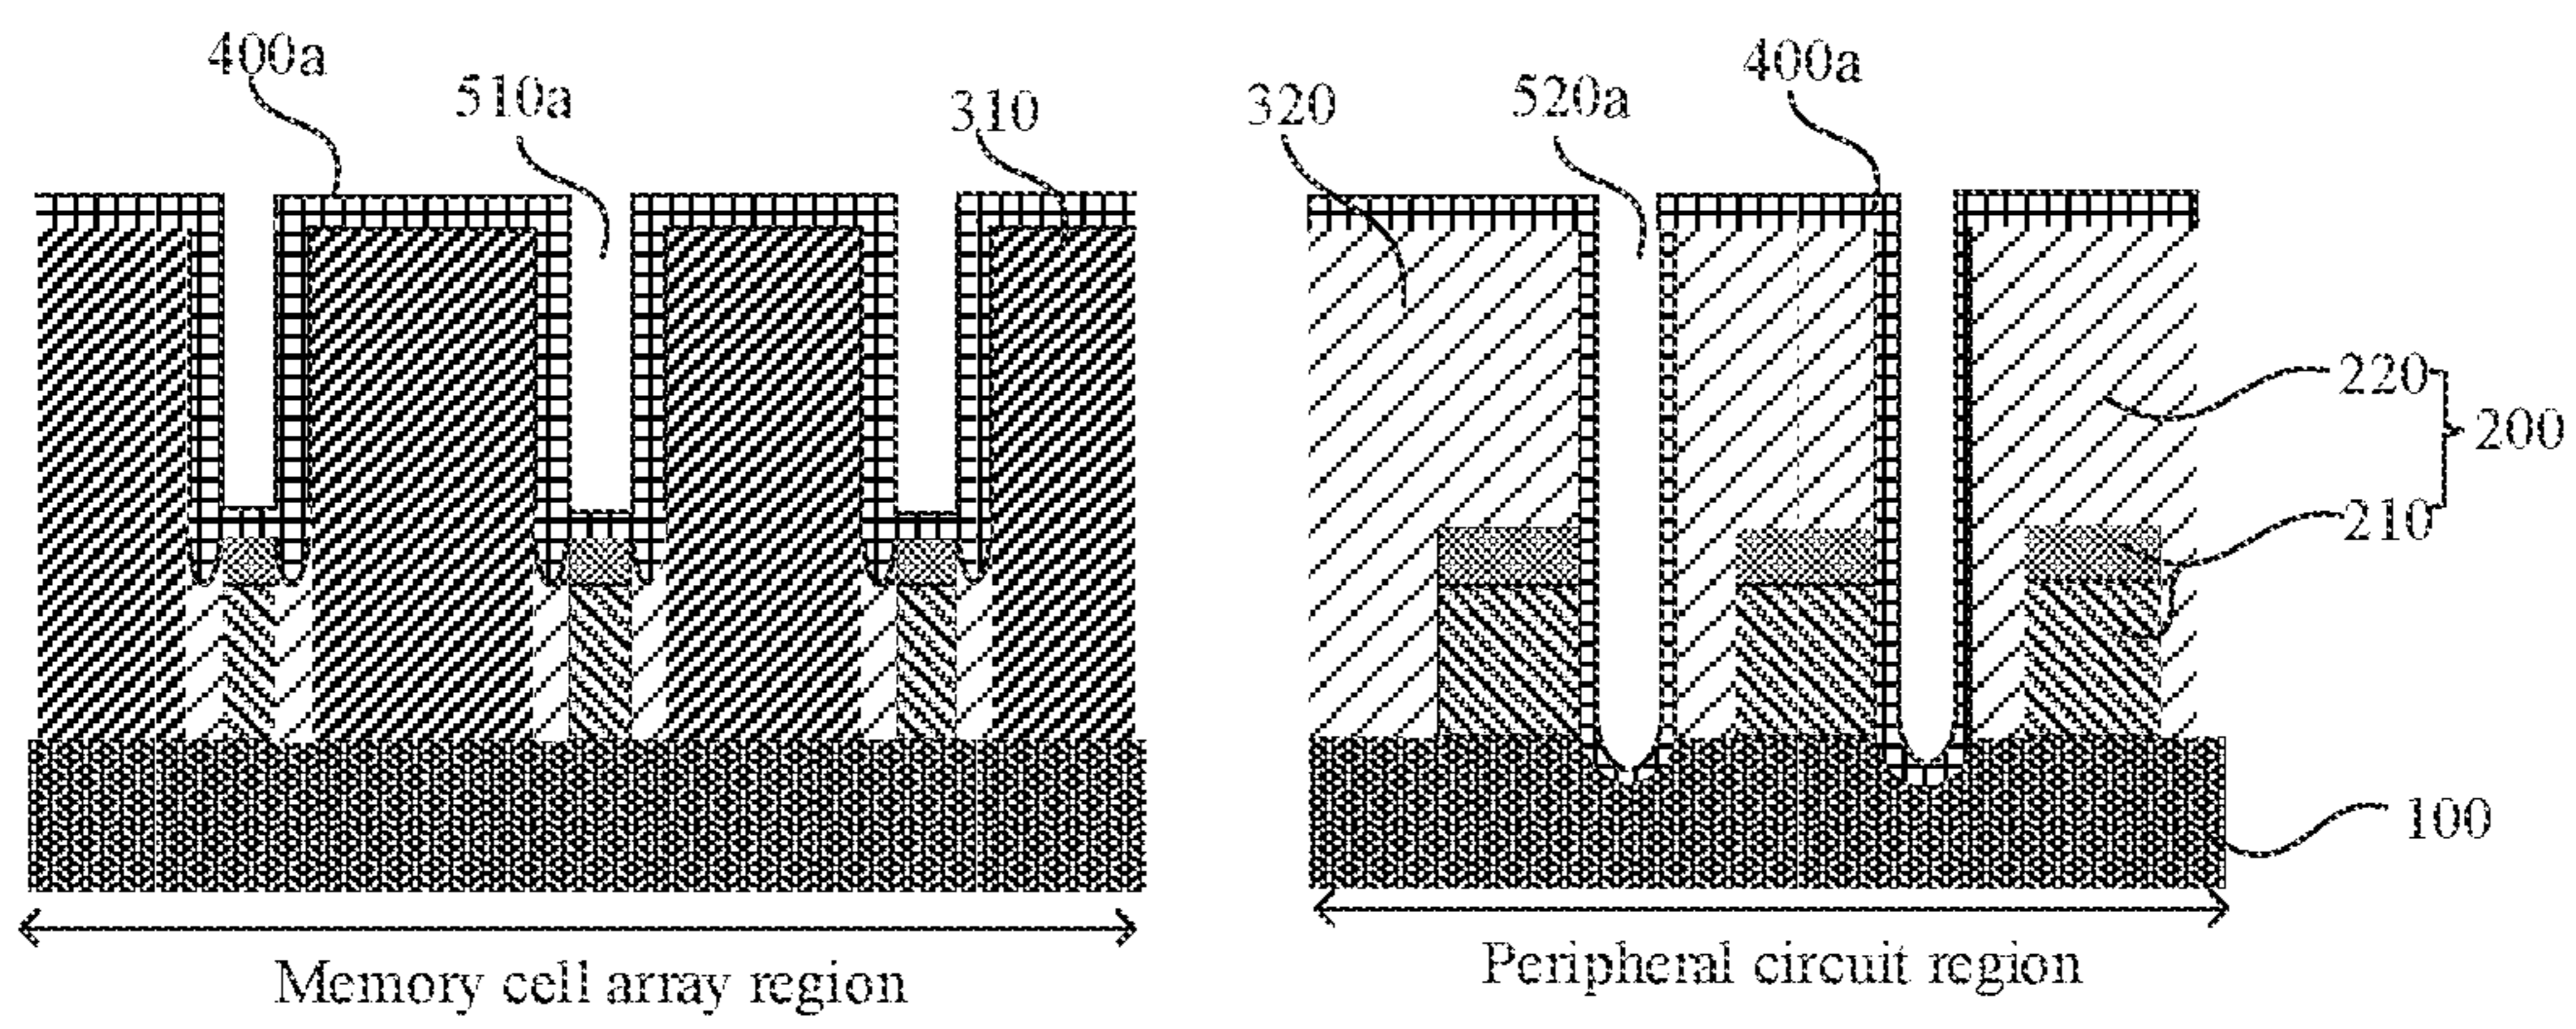 400a
510a
310
320
520a
400a
220
200
210
100
Memory cell array region
Peripheral circuit region